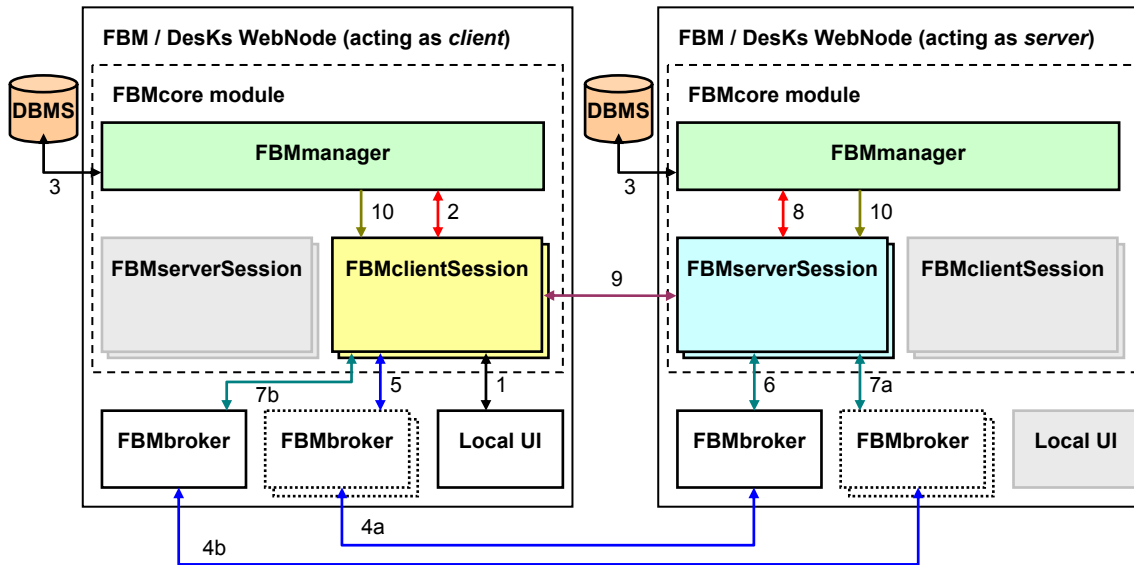 FBM / DesKs WebNode (acting as client)
FBMcore module
DBMS
FBMmanager
3
10
2
FBMserverSession
FBMclientSession
7b
5
1
FBMbroker
FBMbroker
Local UI
4a
4b
9
FBM / DesKs WebNode (acting as server)
FBMcore module
DBMS
FBMmanager
3
8
10
FBMserverSession
FBMclientSession
6
7a
FBMbroker
FBMbroker
Local UI